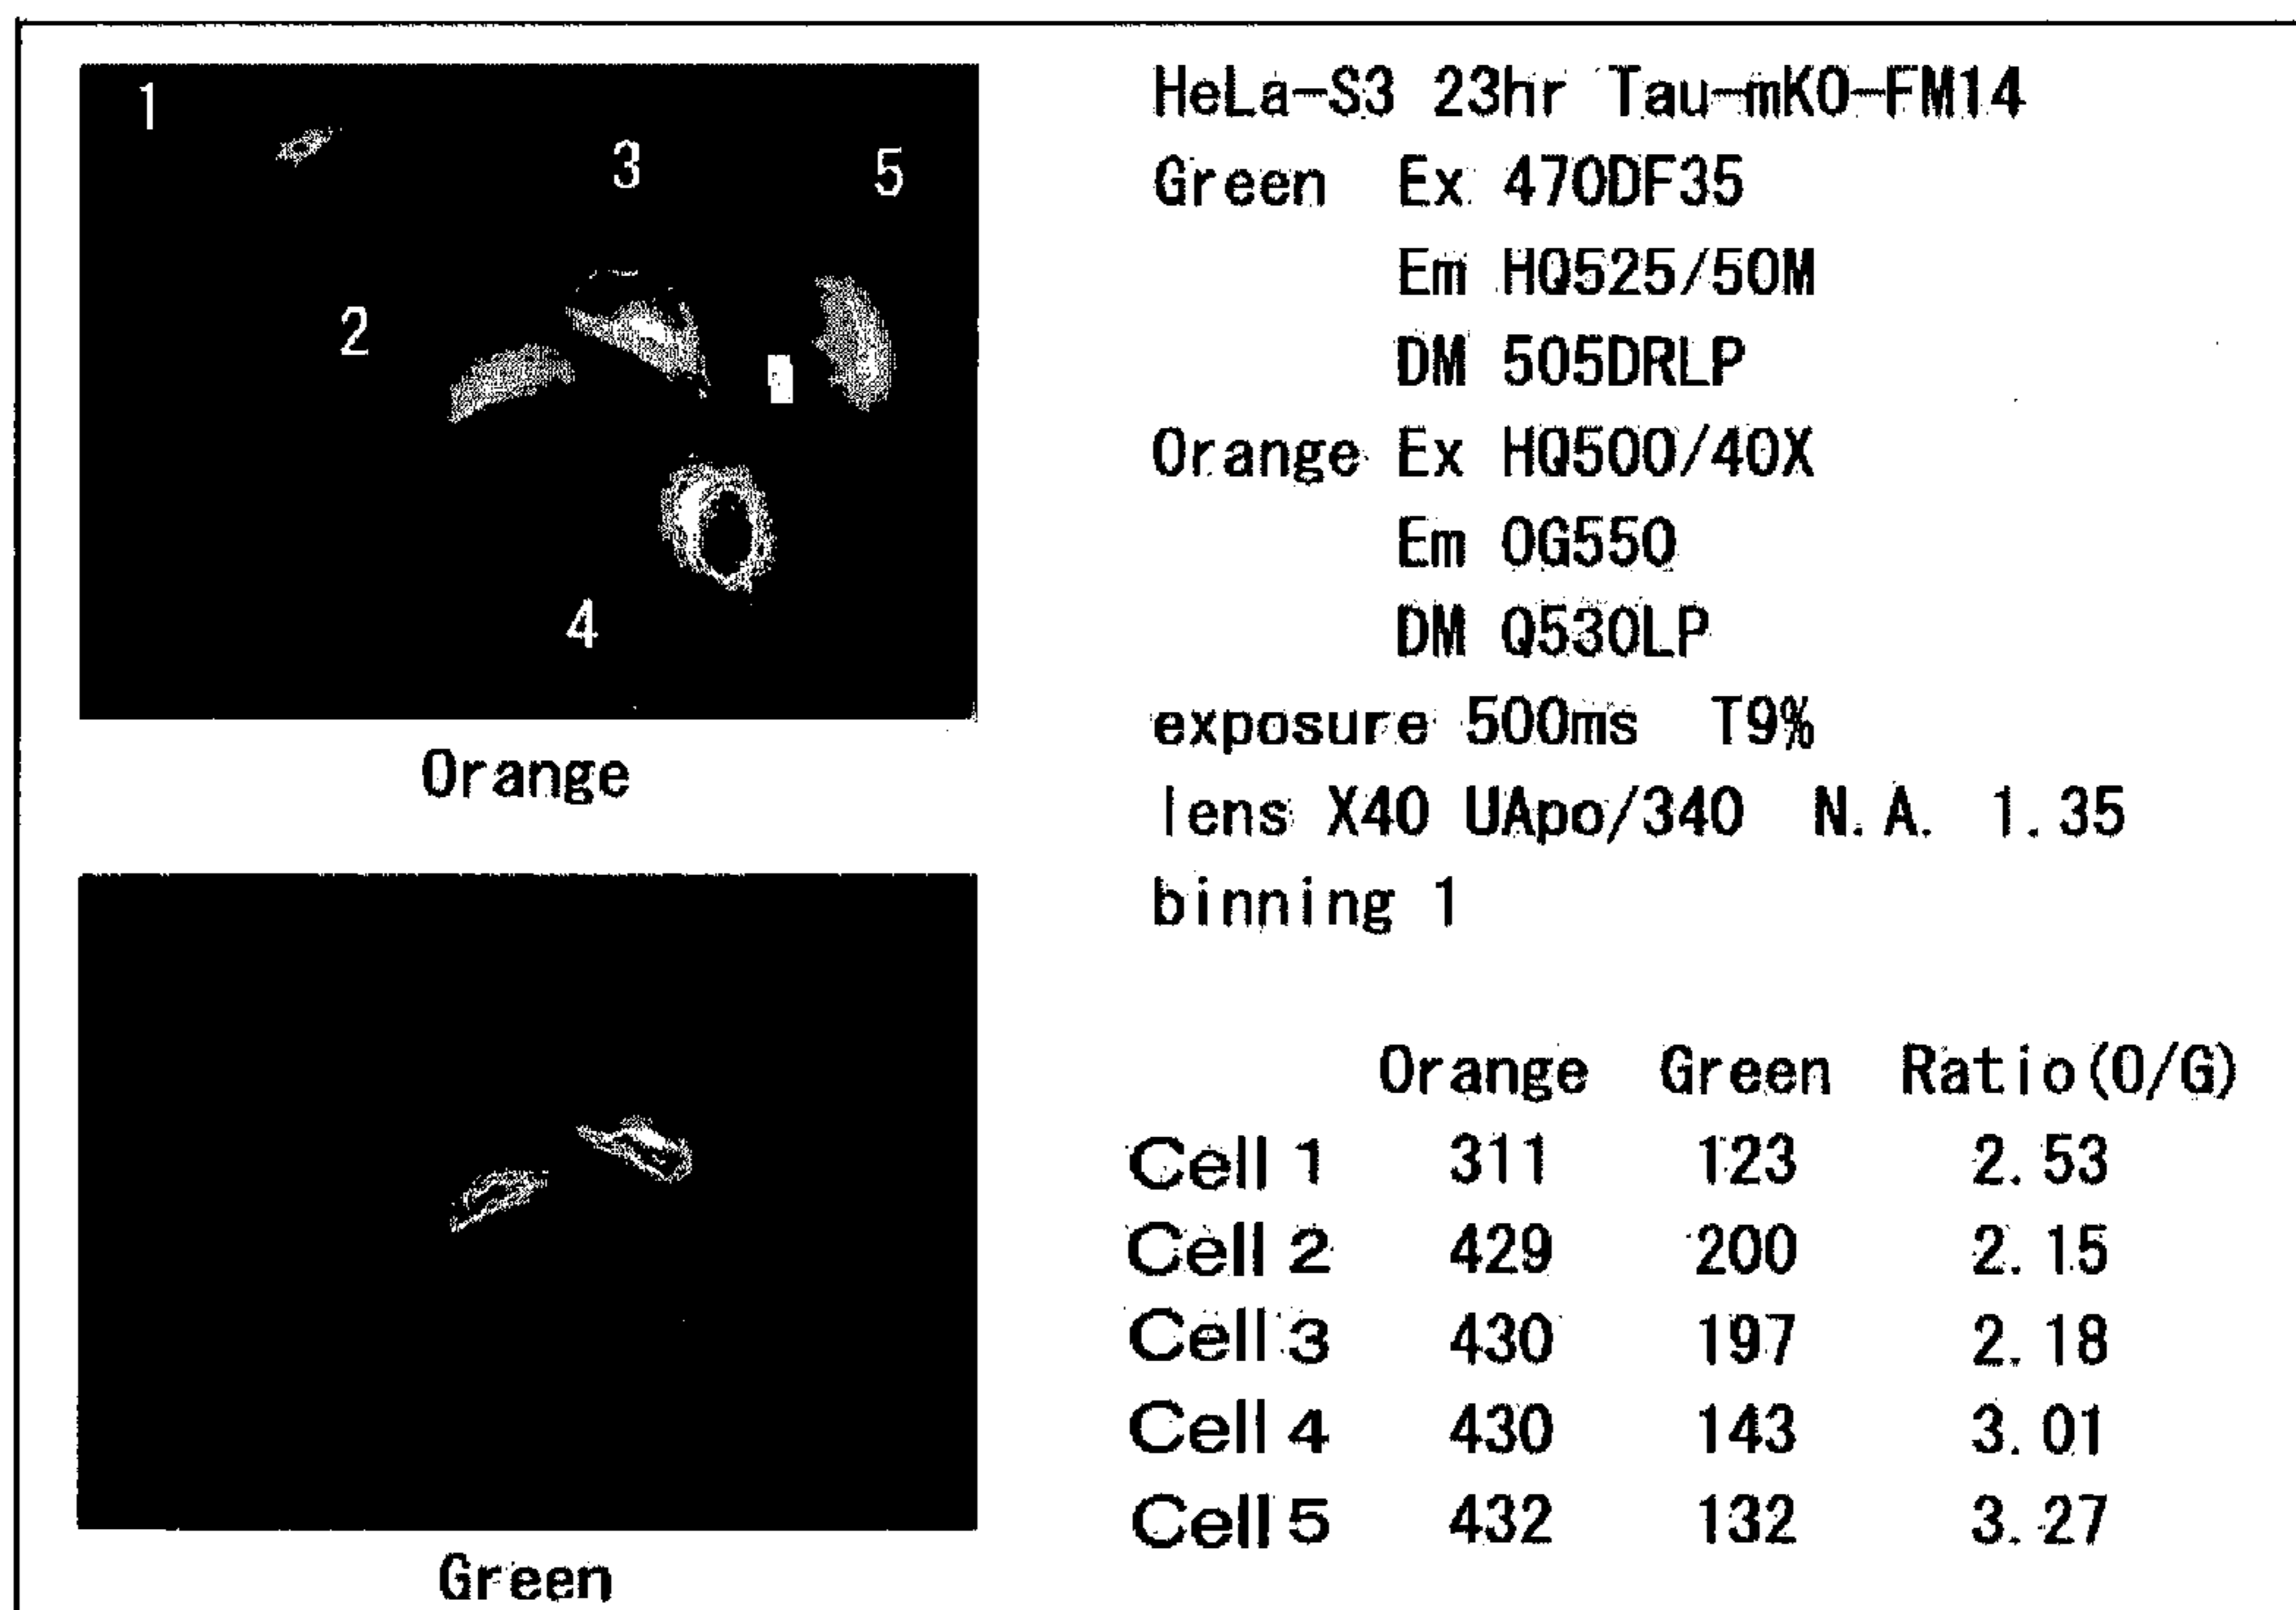 1
3
5
2
4
Orange
Green
HeLa-S3 23hr Tau-mKO-FM14
Green Ex 470DF35
Em HQ525/50M
DM 505DRLP
Orange Ex HQ500/40X
Em OG550
DM Q530LP
exposure 500ms T9%
lens X40 UApo/340 N.A. 1.35
binning 1
Orange Green Ratio(O/G)
Cell 1 311 123 2.53
Cell 2 429 200 2.15
Cell 3 430 197 2.18
Cell 4 430 143 3.01
Cell 5 432 132 3.27